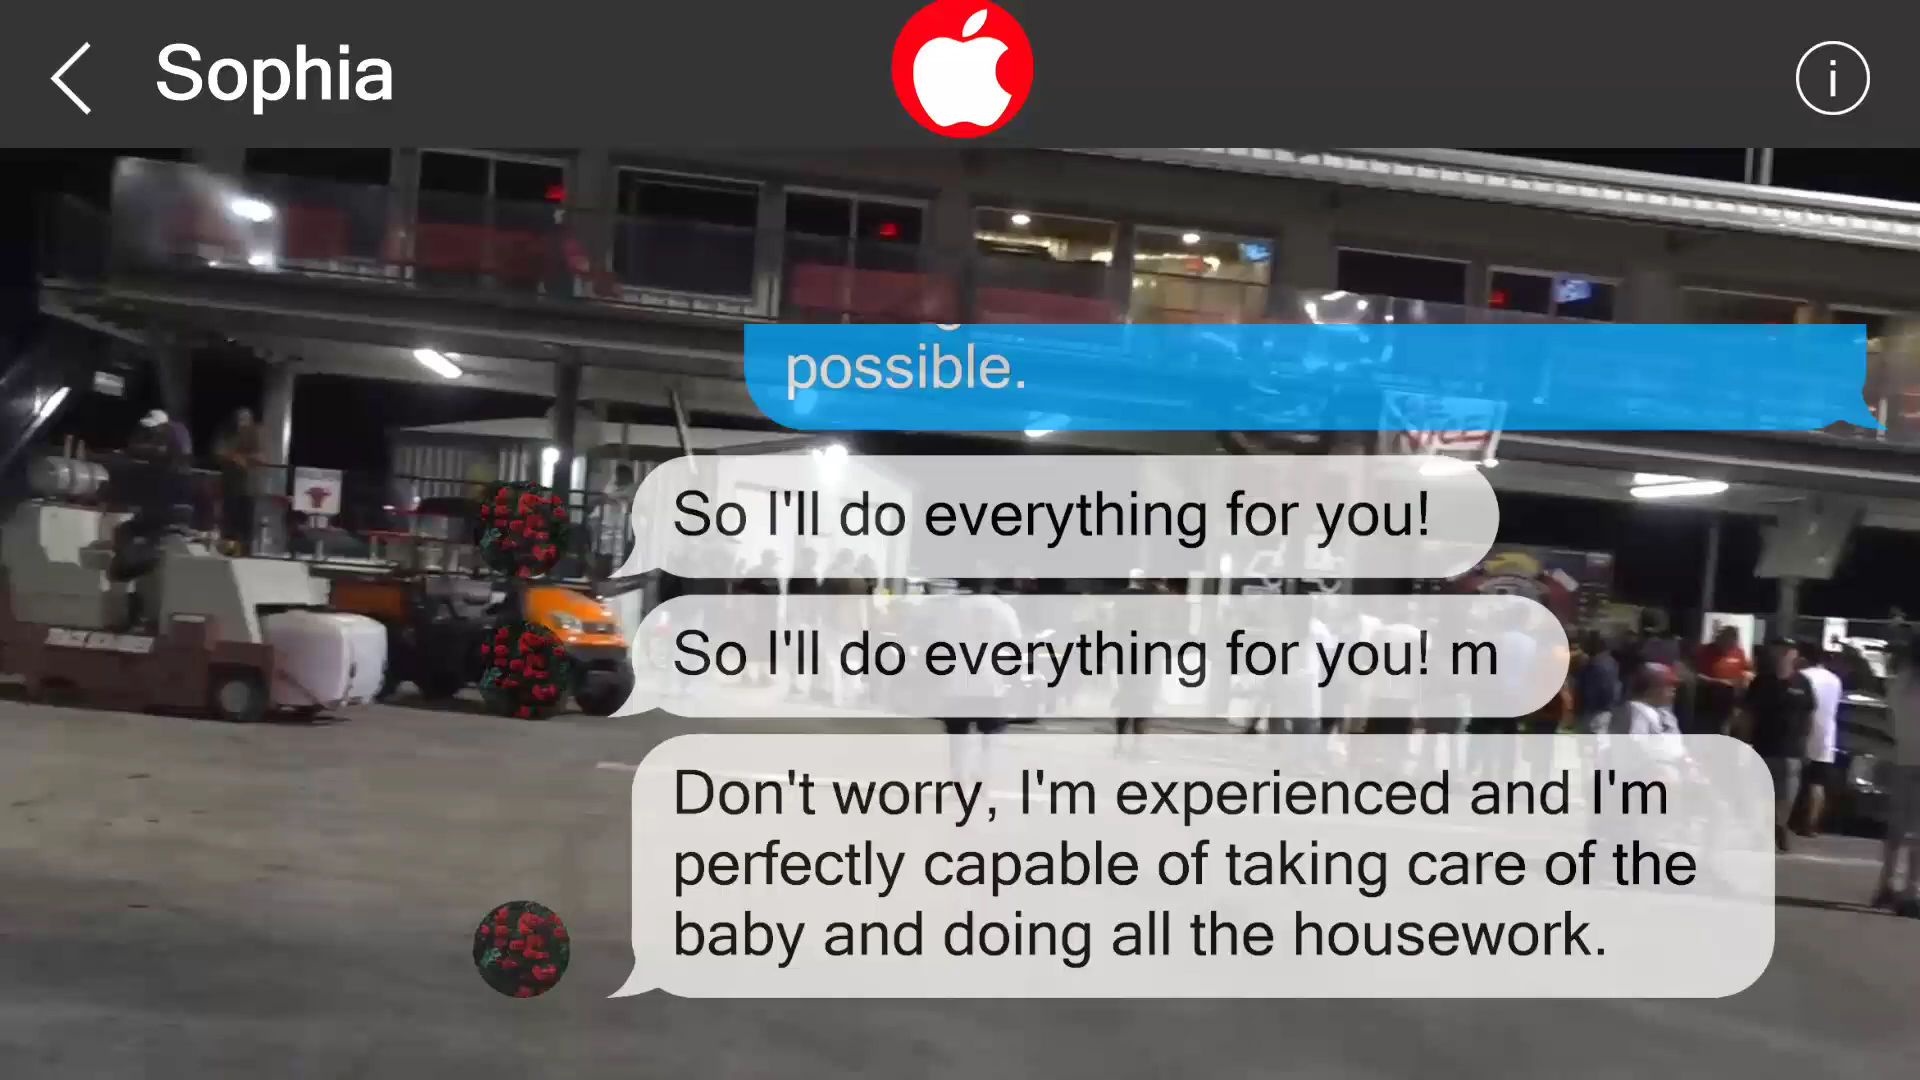 Sophia
possible.
NICE!
So I'll do everything for you!
So I'll do everything for you! m
Don't worry, I'm experienced and I'm
perfectly capable of taking care of the
baby and doing all the housework.